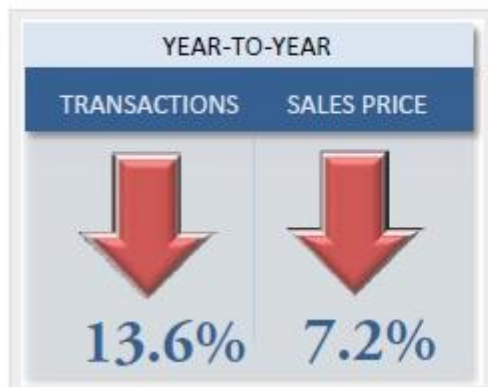 YEAR-TO-YEAR
TRANSACTIONS SALES PRICE
13.6% 7.2%